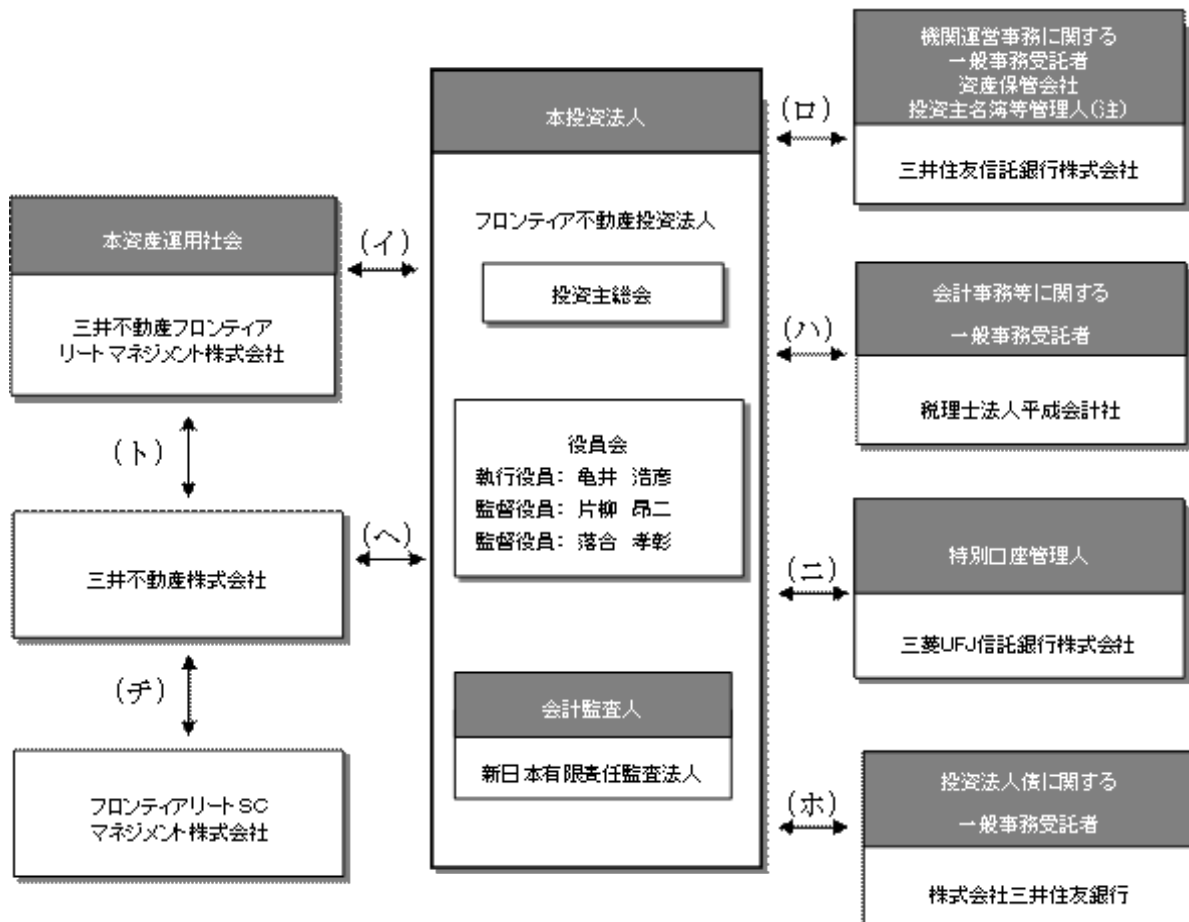 本資産運用社会
三井不動産フロンティア
リートマネジメント株式会社
(ト)
三井不動産株式会社
(チ)
フロンティアリートSC
マネジメント株式会社
(イ)
(ヘ)
本投資法人
フロンティア不動産投資法人
投資主総会
役員会
執行役員: 亀井 浩彦
監督役員: 片柳 昂二
監督役員: 落合 孝彰
会計監査人
新日本有限責任監査法人
(ロ)
(ハ)
(ニ)
(ホ)
機関運営事務に関する
一般事務受託者
資産保管会社
投資主名簿等管理人(注)
三井住友信託銀行株式会社
会計事務等に関する
一般事務受託者
税理士法人平成会計社
特別口座管理人
三菱UFJ信託銀行株式会社
投資法人債に関する
一般事務受託者
株式会社三井住友銀行